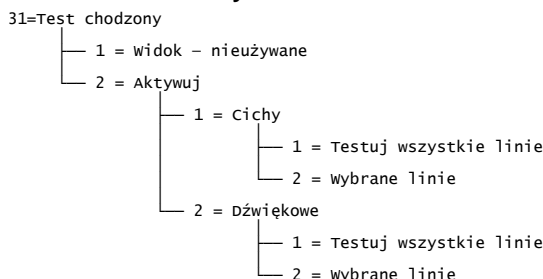 31=Test chodzony
1 = Widok – nieużywane
2 = Aktywuj
1 = Cichy
1 = Testuj wszystkie linie
2 = Wybrane linie
2 = Dźwiękowe
1 = Testuj wszystkie linie
2 = Wybrane linie